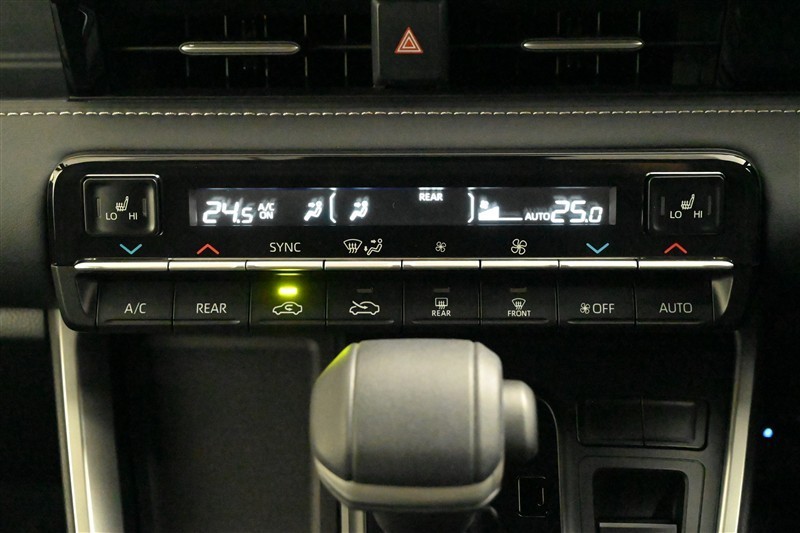 LO HI
24.5 A/C ON
REAR
AUTO 25.0
LO HI
SYNC
A/C
REAR
REAR
FRONT
OFF
AUTO